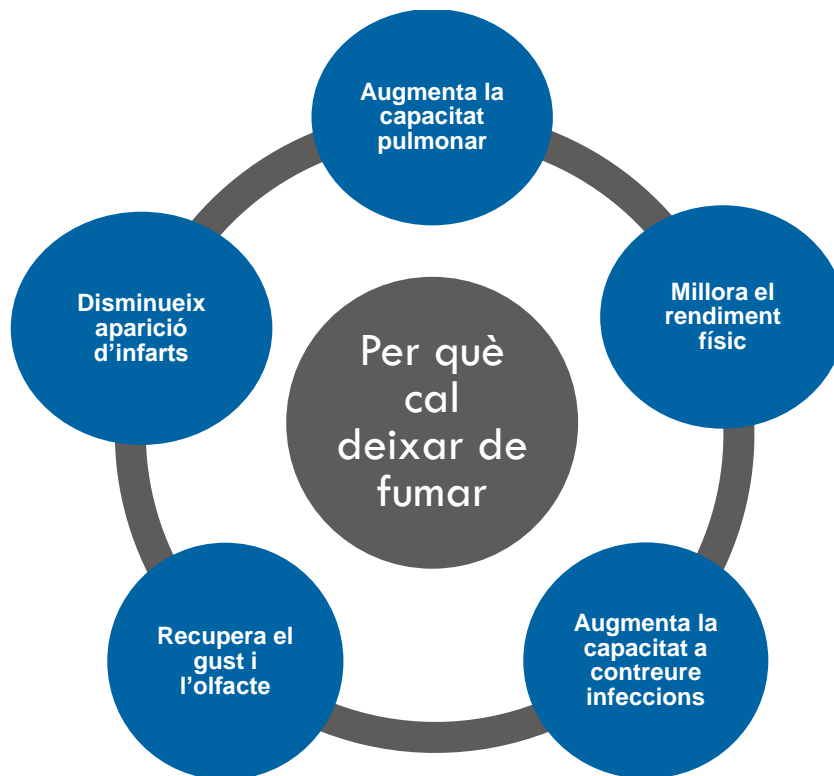 Augmenta la
capacitat
pulmonar
Millora el
rendiment
físic
Augmenta la
capacitat a
contreure
infeccions
Recupera el
gust i
l'olfacte
Disminueix
aparició
d'infarts
Per què
cal
deixar de
fumar